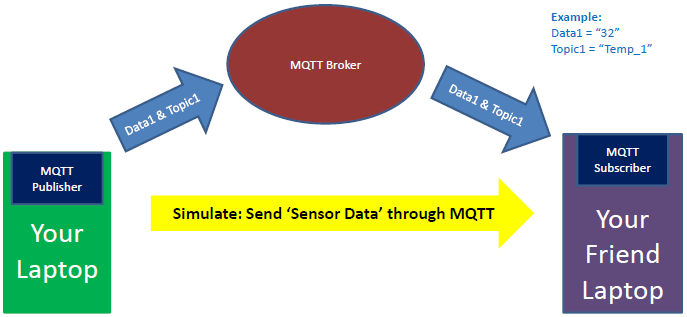 MQTT Broker
Example:
Data1 = “32”
Topic1 = “Temp_1”
Data1 & Topic1
Data1 & Topic1
MQTT
Publisher
Your
Laptop
Simulate: Send ‘Sensor Data’ through MQTT
MQTT
Subscriber
Your
Friend
Laptop